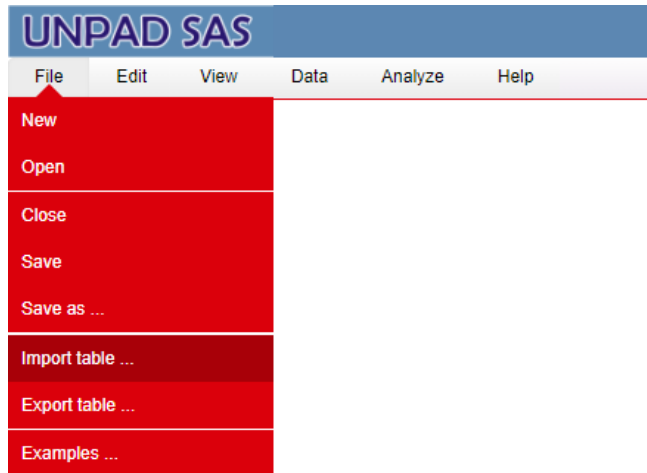 UNPAD SAS
File Edit View Data Analyze Help
New
Open
Close
Save
Save as ...
Import table ...
Export table ...
Examples ...